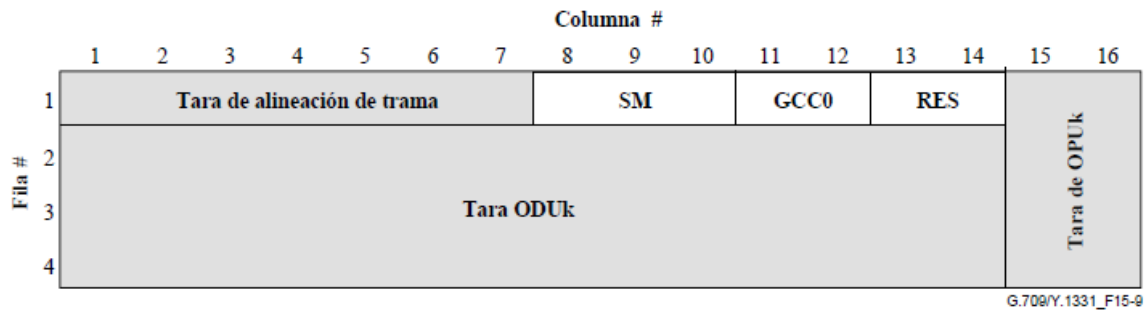 Columna #
1 2 3 4 5 6 7 8 9 10 11 12 13 14 15 16
1 Tara de alineación de trama SM GCC0 RES
2
3 Tara ODUk
4
Fila #
Tara de OPUk
G.709/Y.1331_F15-9